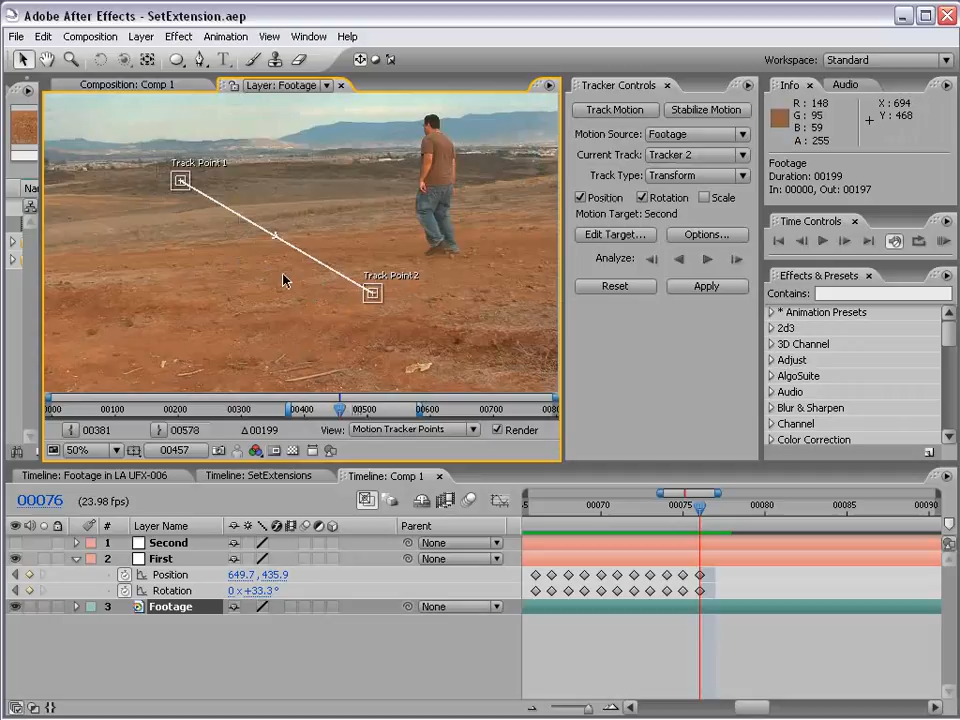 Adobe After Effects - SetExtension.aep
File Edit Composition Layer Effect Animation View Window Help
Workspace: Standard
Composition: Comp 1 Layer: Footage
Track Point1
Track Point2
0000 00100 00200 00300 00400 00500 00600 00700 008
00381 00578 Δ00199 View: Motion Tracker Points Render
50% 00457
Tracker Controls
Track Motion Stabilize Motion
Motion Source: Footage
Current Track: Tracker 2
Track Type: Transform
Position Rotation Scale
Motion Target: Second
Edit Target... Options...
Analyze:
Reset Apply
Info Audio
R : 148
G : 95
B : 59
A : 255
X : 694
Y : 468
Footage
Duration: 00199
In: 00000, Out: 00197
Time Controls
Effects & Presets
Contains:
* Animation Presets
2d3
3D Channel
Adjust
AlgoSuite
Audio
Blur & Sharpen
Channel
Color Correction
Timeline: Footage in LA UFX-006 Timeline: SetExtensions Timeline: Comp 1
00076 (23.98 fps)
00070 00075 00080 00085 00090
# Layer Name Parent
1 Second None
2 First None
Position 649.7, 435.9
Rotation 0 x +33.3°
3 Footage None